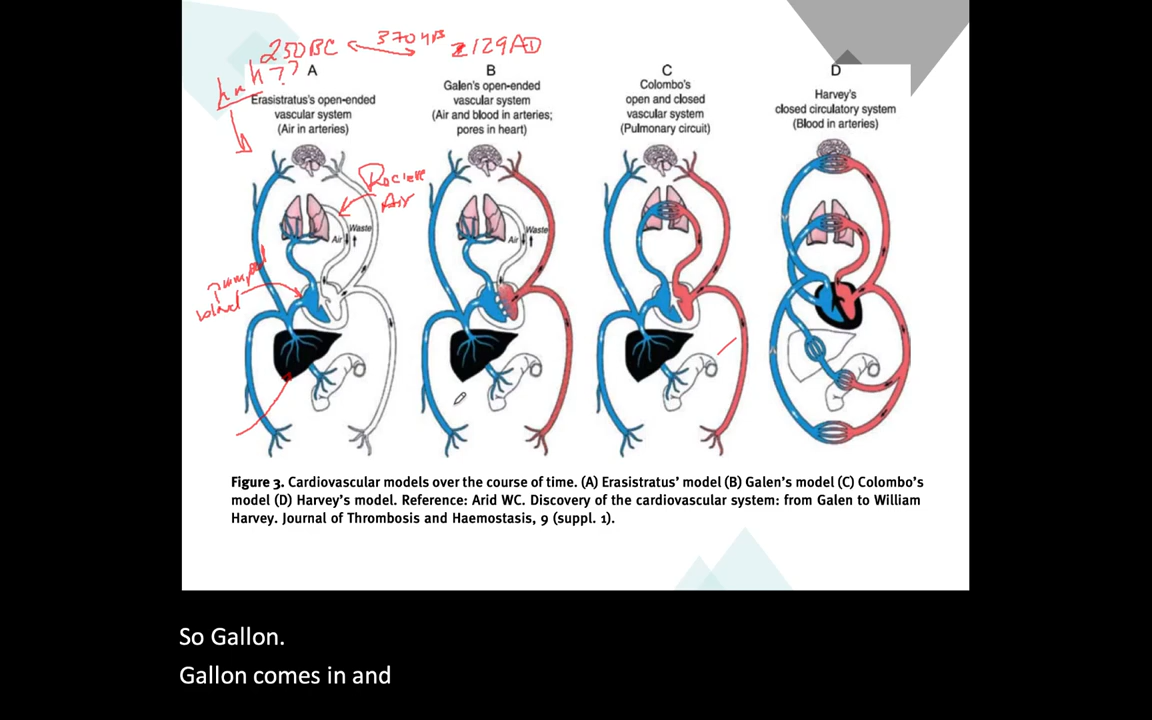 250BC 370 yrs 129AD
huh??
A
Erasistratus's open-ended
vascular system
(Air in arteries)
B
Galen's open-ended
vascular system
(Air and blood in arteries;
pores in heart)
C
Colombo's
open and closed
vascular system
(Pulmonary circuit)
D
Harvey's
closed circulatory system
(Blood in arteries)
Air
Waste
Air
Waste
Air
Figure 3. Cardiovascular models over the course of time. (A) Erasistratus' model (B) Galen's model (C) Colombo's
model (D) Harvey's model. Reference: Arid WC. Discovery of the cardiovascular system: from Galen to William
Harvey. Journal of Thrombosis and Haemostasis, 9 (suppl. 1).
So Gallon.
Gallon comes in and